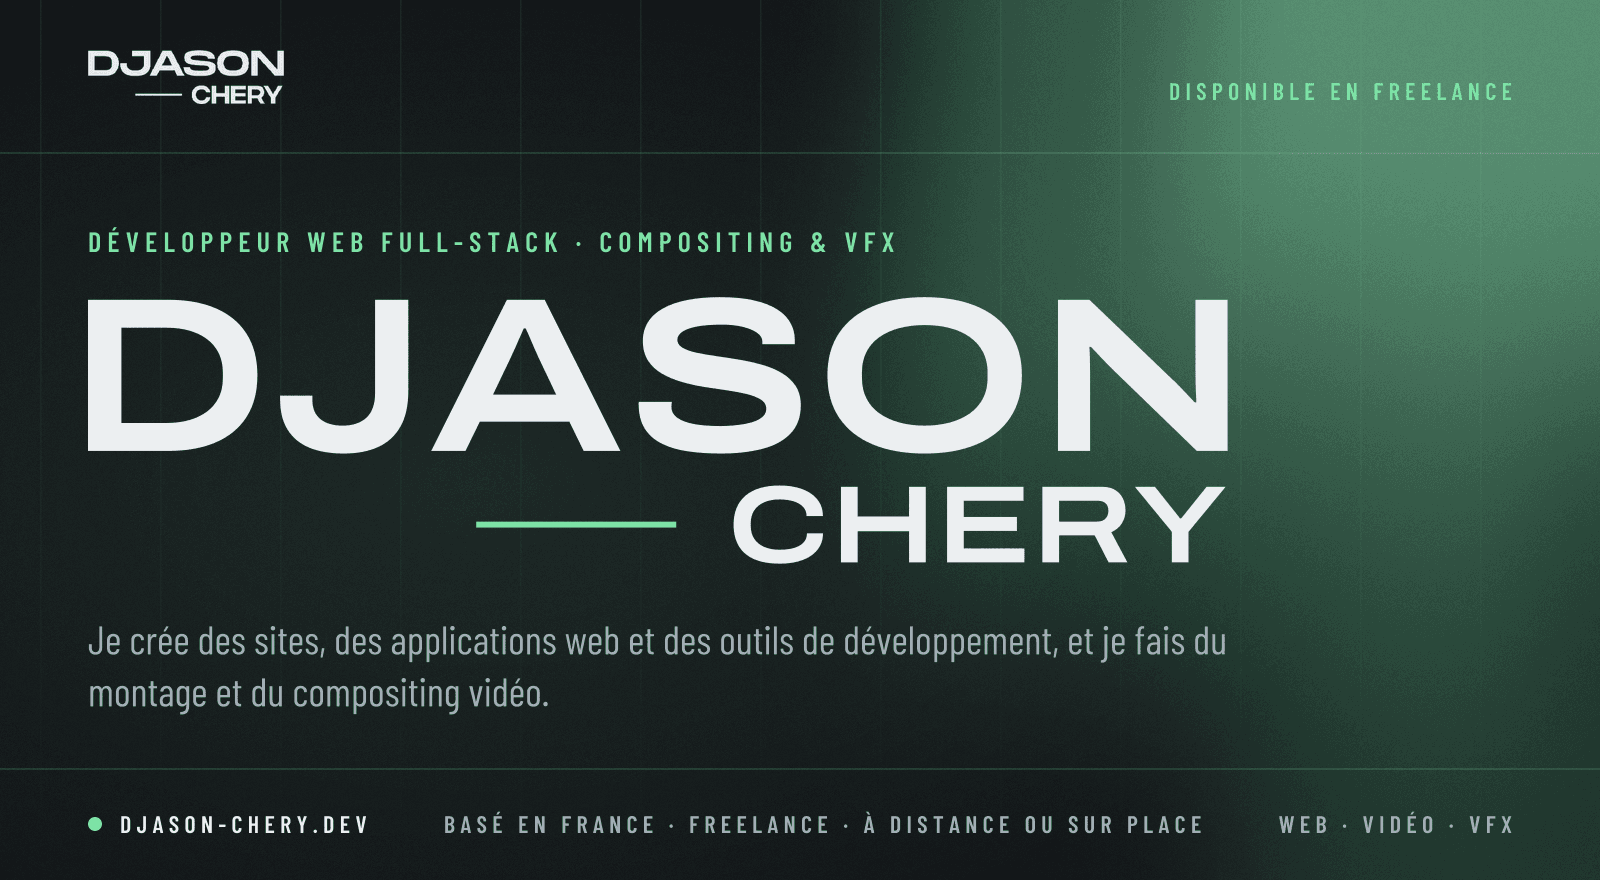 DJASON
CHERY
DISPONIBLE EN FREELANCE
DÉVELOPPEUR WEB FULL-STACK · COMPOSITING & VFX
DJASON
CHERY
Je crée des sites, des applications web et des outils de développement, et je fais du
montage et du compositing vidéo.
DJASON-CHERY.DEV
BASÉ EN FRANCE · FREELANCE · À DISTANCE OU SUR PLACE
WEB · VIDÉO · VFX